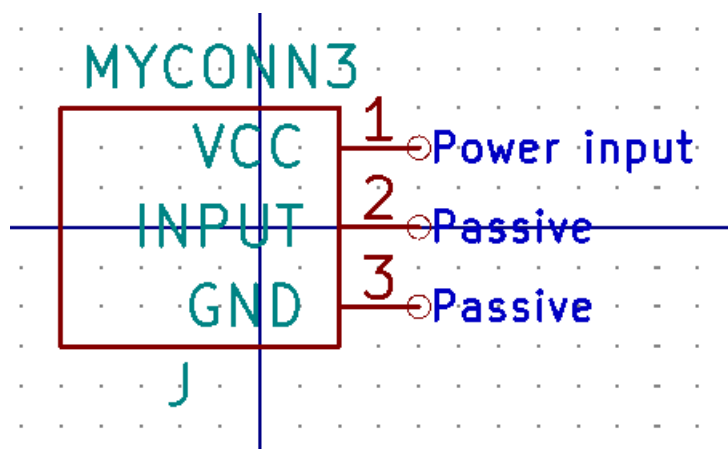 MYCONN3
VCC 1 Power input
INPUT 2 Passive
GND 3 Passive
J